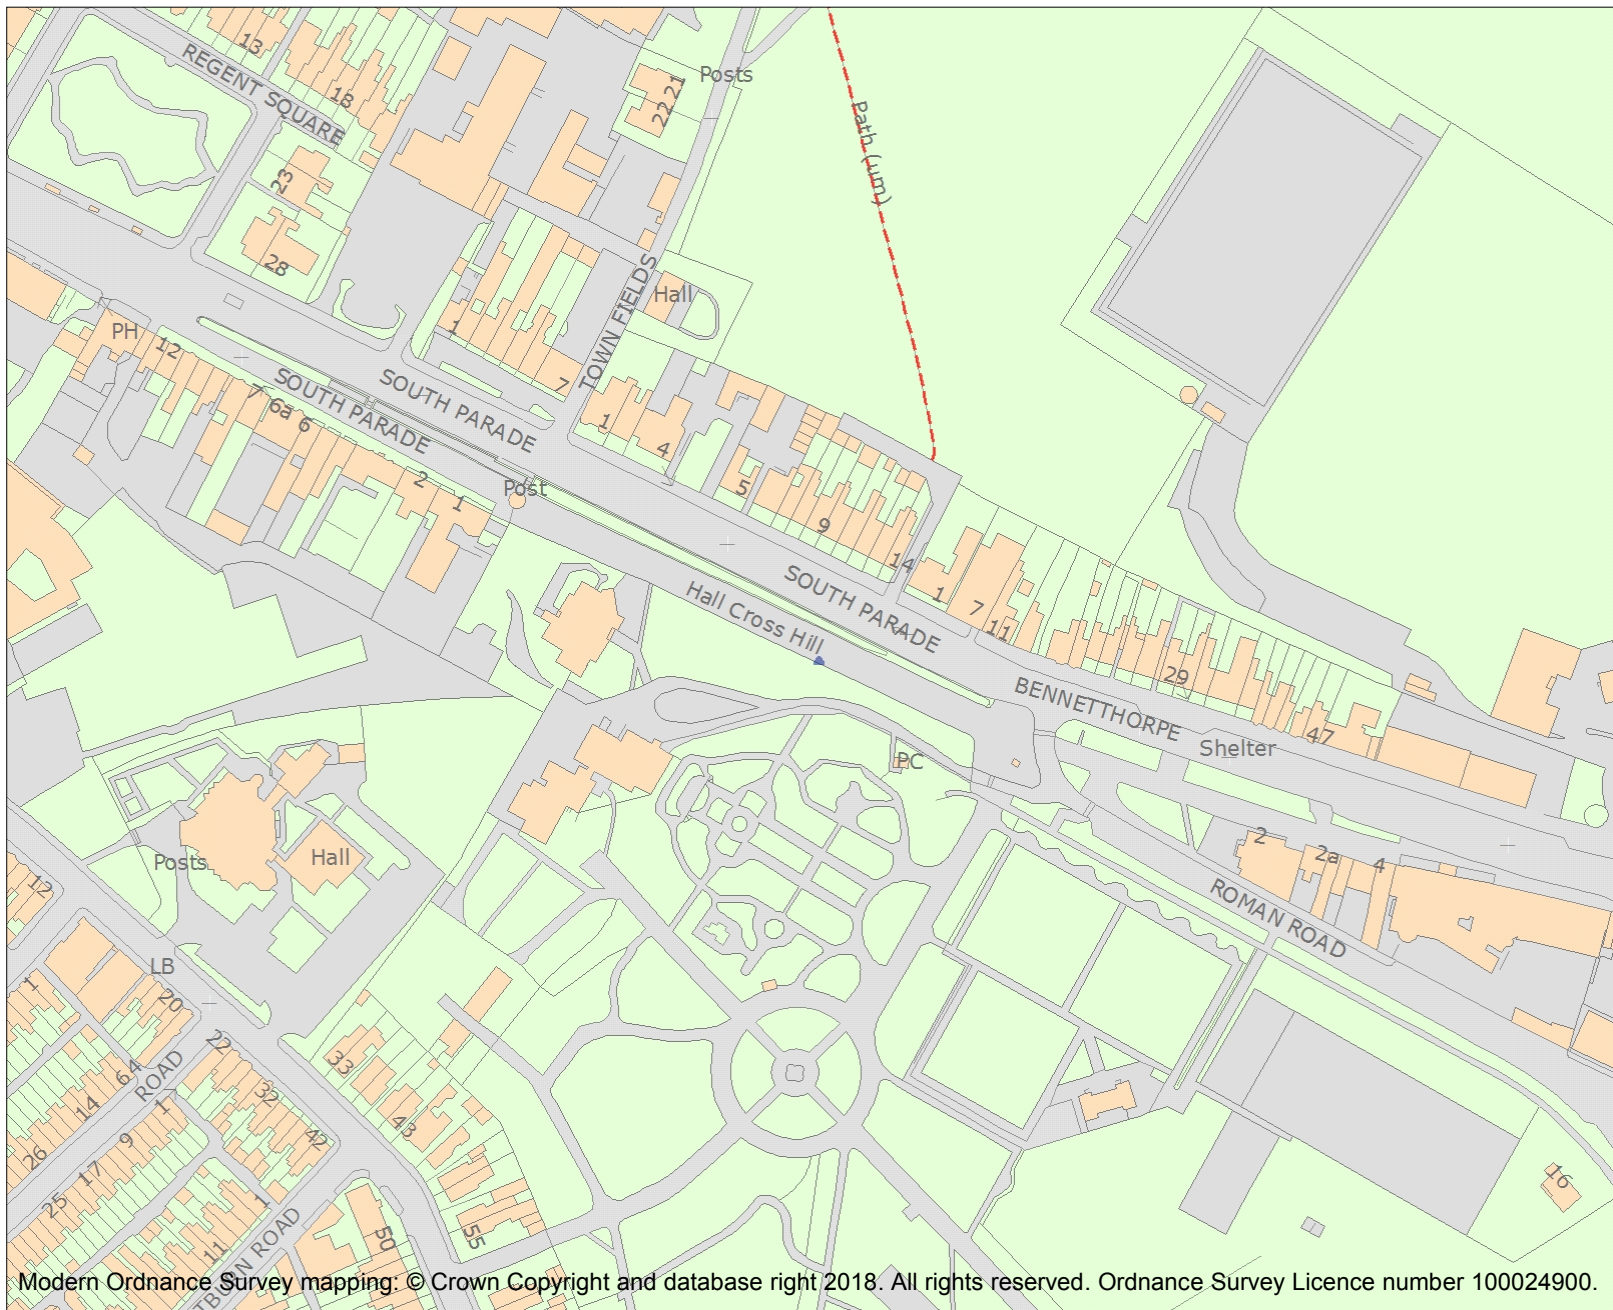 13
REGENT SQUARE
18
21
22
Posts
Path (um)
23
28
TOWN FIELDS
Hall
PH
12
7
6a
6
SOUTH PARADE
SOUTH PARADE
1
7
1
4
2
1
Post
5
9
14
SOUTH PARADE
Hall Cross Hill
1
7
11
29
BENNETTHORPE
Shelter
47
PC
2
2a
4
ROMAN ROAD
Posts
Hall
12
LB
1
20
22
64
ROAD
33
32
43
42
14
1
26
9
17
25
1
11
50
55
16
Modern Ordnance Survey mapping: © Crown Copyright and database right 2018. All rights reserved. Ordnance Survey Licence number 100024900.